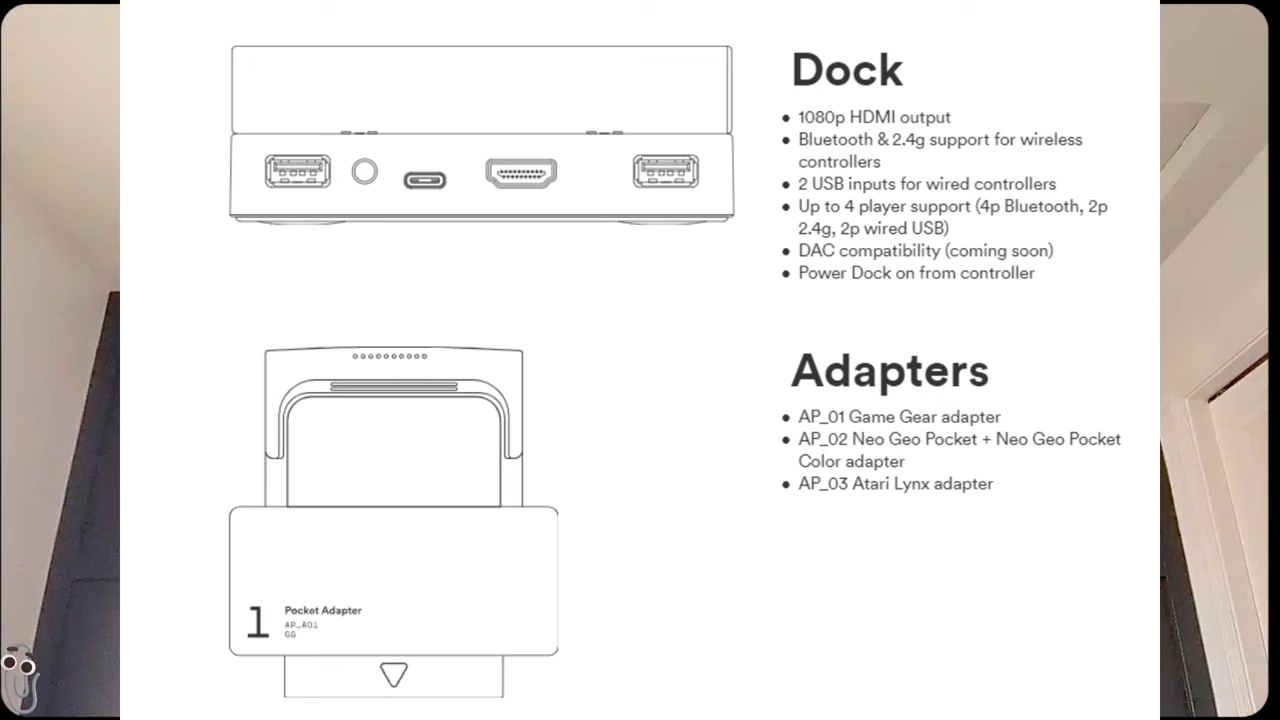 Dock
• 1080p HDMI output
• Bluetooth & 2.4g support for wireless
controllers
• 2 USB inputs for wired controllers
• Up to 4 player support (4p Bluetooth, 2p
2.4g, 2p wired USB)
• DAC compatibility (coming soon)
• Power Dock on from controller
Adapters
• AP_01 Game Gear adapter
• AP_02 Neo Geo Pocket + Neo Geo Pocket
Color adapter
• AP_03 Atari Lynx adapter
1
Pocket Adapter
AP_A01
GG